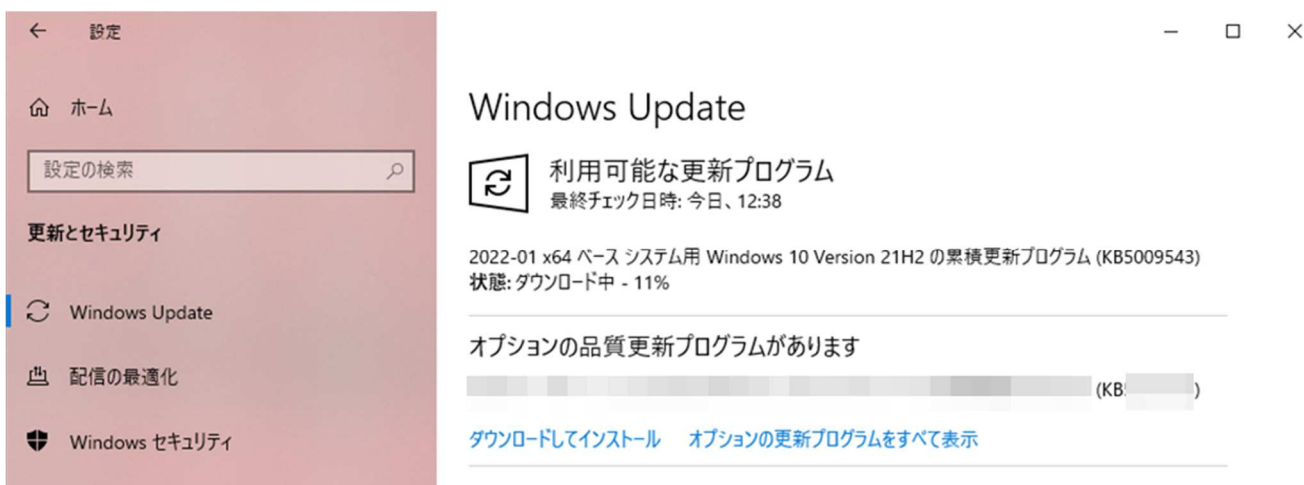 設定
ホーム
設定の検索
更新とセキュリティ
Windows Update
配信の最適化
Windows セキュリティ
Windows Update
利用可能な更新プログラム
最終チェック日時: 今日、12:38
2022-01 x64 ベース システム用 Windows 10 Version 21H2 の累積更新プログラム (KB5009543)
状態: ダウンロード中 - 11%
オプションの品質更新プログラムがあります
(KB )
ダウンロードしてインストール オプションの更新プログラムをすべて表示